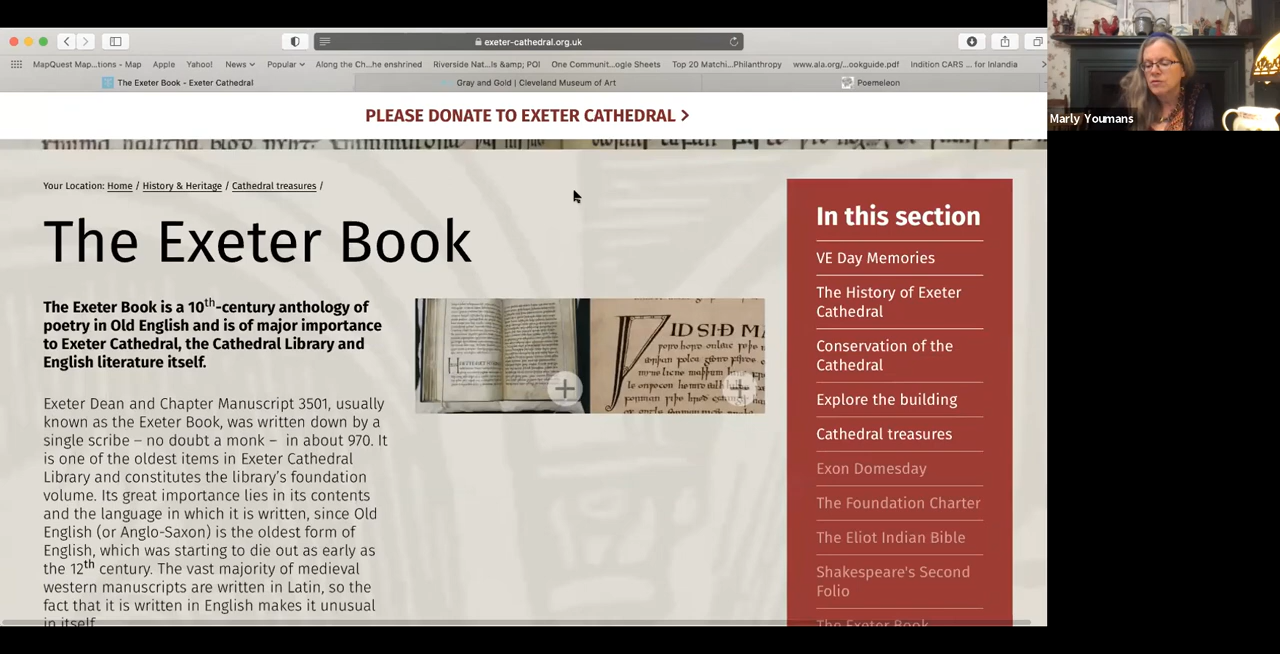 exeter-cathedral.org.uk
MapQuest Map...tions - Map Apple Yahoo! News Popular Along the Ch...he enshrined Riverside Nat...ls &amp; POI One Communit...ogie Sheets Top 20 Matchi...Philanthropy www.ala.org/...ookguide.pdf Indition CARS ... for Inlandia
The Exeter Book - Exeter Cathedral Gray and Gold | Cleveland Museum of Art Poemeleon
PLEASE DONATE TO EXETER CATHEDRAL >
Marly Youmans
Your Location: Home / History & Heritage / Cathedral treasures /
The Exeter Book
The Exeter Book is a 10th-century anthology of
poetry in Old English and is of major importance
to Exeter Cathedral, the Cathedral Library and
English literature itself.
Exeter Dean and Chapter Manuscript 3501, usually
known as the Exeter Book, was written down by a
single scribe – no doubt a monk – in about 970. It
is one of the oldest items in Exeter Cathedral
Library and constitutes the library's foundation
volume. Its great importance lies in its contents
and the language in which it is written, since Old
English (or Anglo-Saxon) is the oldest form of
English, which was starting to die out as early as
the 12th century. The vast majority of medieval
western manuscripts are written in Latin, so the
fact that it is written in English makes it unusual
in itself.
In this section
VE Day Memories
The History of Exeter
Cathedral
Conservation of the
Cathedral
Explore the building
Cathedral treasures
Exon Domesday
The Foundation Charter
The Eliot Indian Bible
Shakespeare's Second
Folio
The Exeter Book